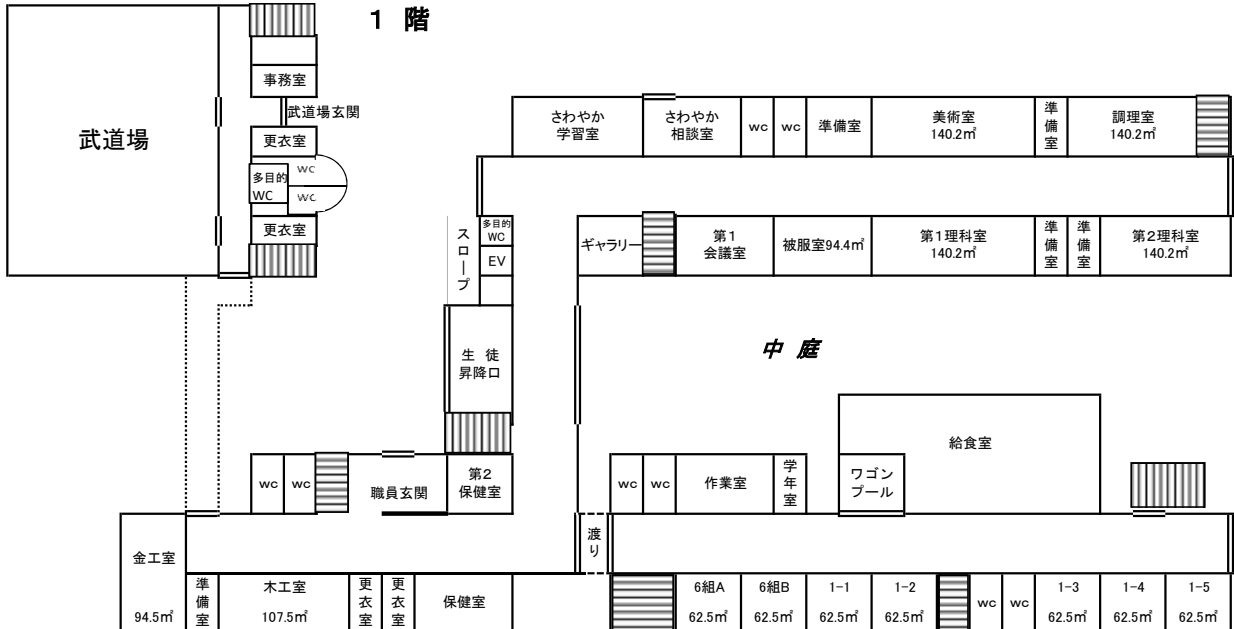 1 階
事務室
武道場玄関
武道場
更衣室
wc
多目的
WC
wc
更衣室
さわやか
学習室
さわやか
相談室
wc
wc
準備室
美術室
140.2㎡
準備室
調理室
140.2㎡
スロープ
多目的
WC
EV
ギャラリー
第1
会議室
被服室94.4㎡
第1理科室
140.2㎡
準備室
準備室
第2理科室
140.2㎡
生 徒
昇降口
中 庭
給食室
wc
wc
職員玄関
第2
保健室
wc
wc
作業室
学年室
ワゴン
プール
渡り
金工室
94.5㎡
準備室
木工室
107.5㎡
更衣室
更衣室
保健室
6組A
62.5㎡
6組B
62.5㎡
1-1
62.5㎡
1-2
62.5㎡
wc
wc
1-3
62.5㎡
1-4
62.5㎡
1-5
62.5㎡